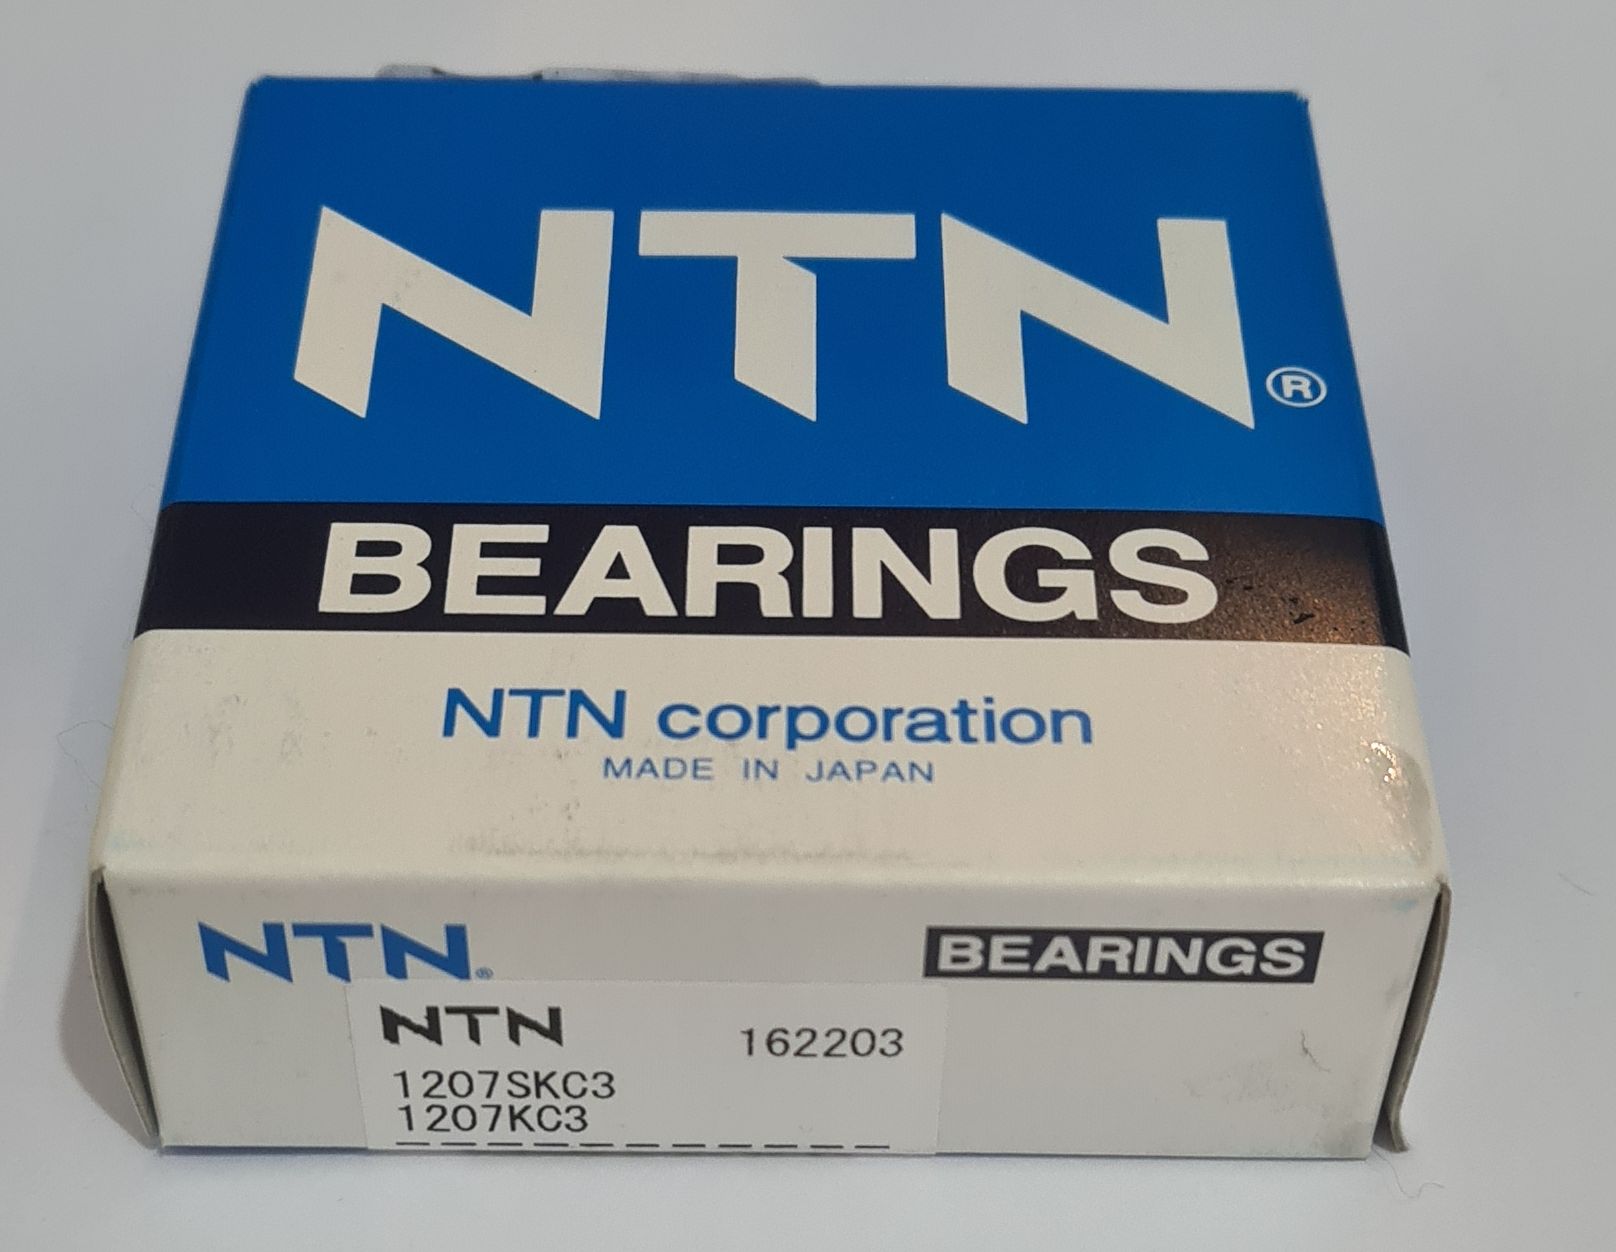 NTN®
BEARINGS
NTN corporation
MADE IN JAPAN
NTN® BEARINGS
NTN 162203
1207SKC3
1207KC3